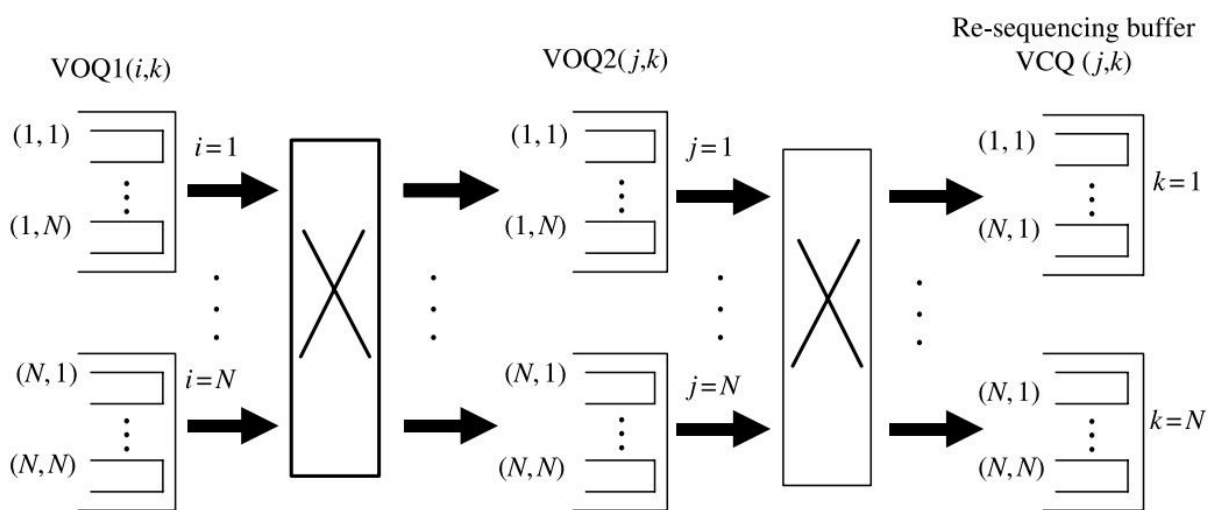 Re-sequencing buffer
VOQ1(i,k)
VOQ2(j,k)
VCQ (j,k)
(1,1)
i=1
(1,1)
j=1
(1,1)
k=1
(1,N)
(1,N)
(N,1)
(N,1)
i=N
(N,1)
j=N
(N,1)
k=N
(N,N)
(N,N)
(N,N)